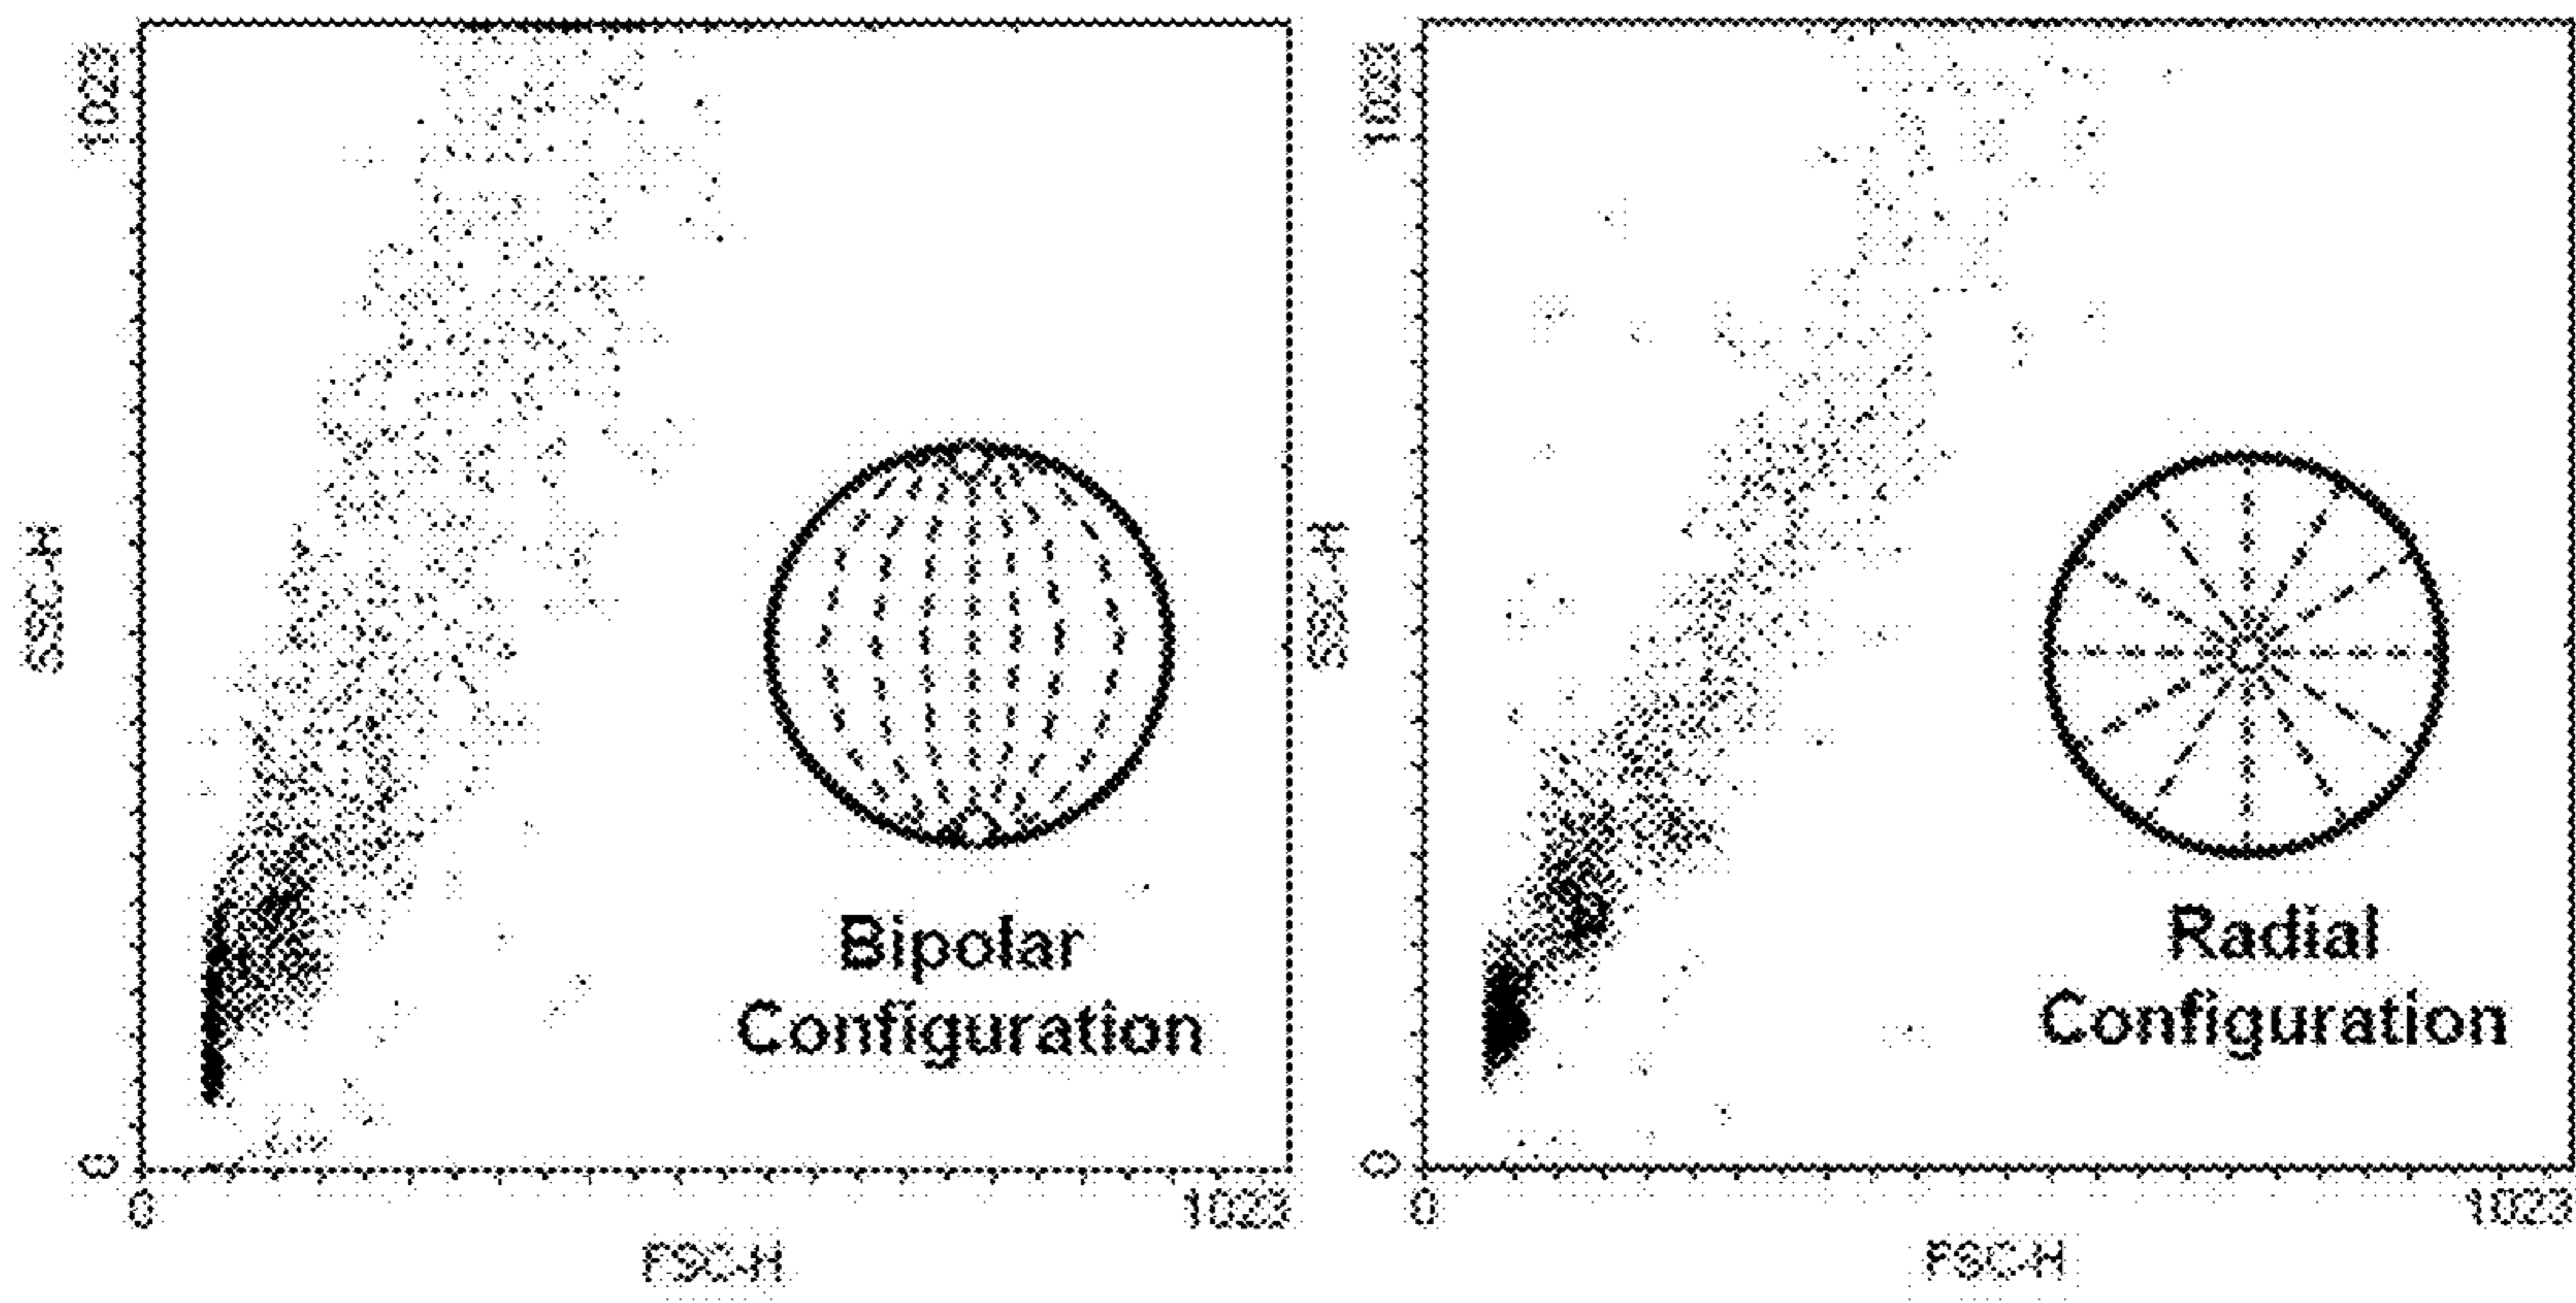 1023
SSC-H
0
0
1023
FSC-H
Bipolar
Configuration
1023
SSC-H
0
0
1023
FSC-H
Radial
Configuration